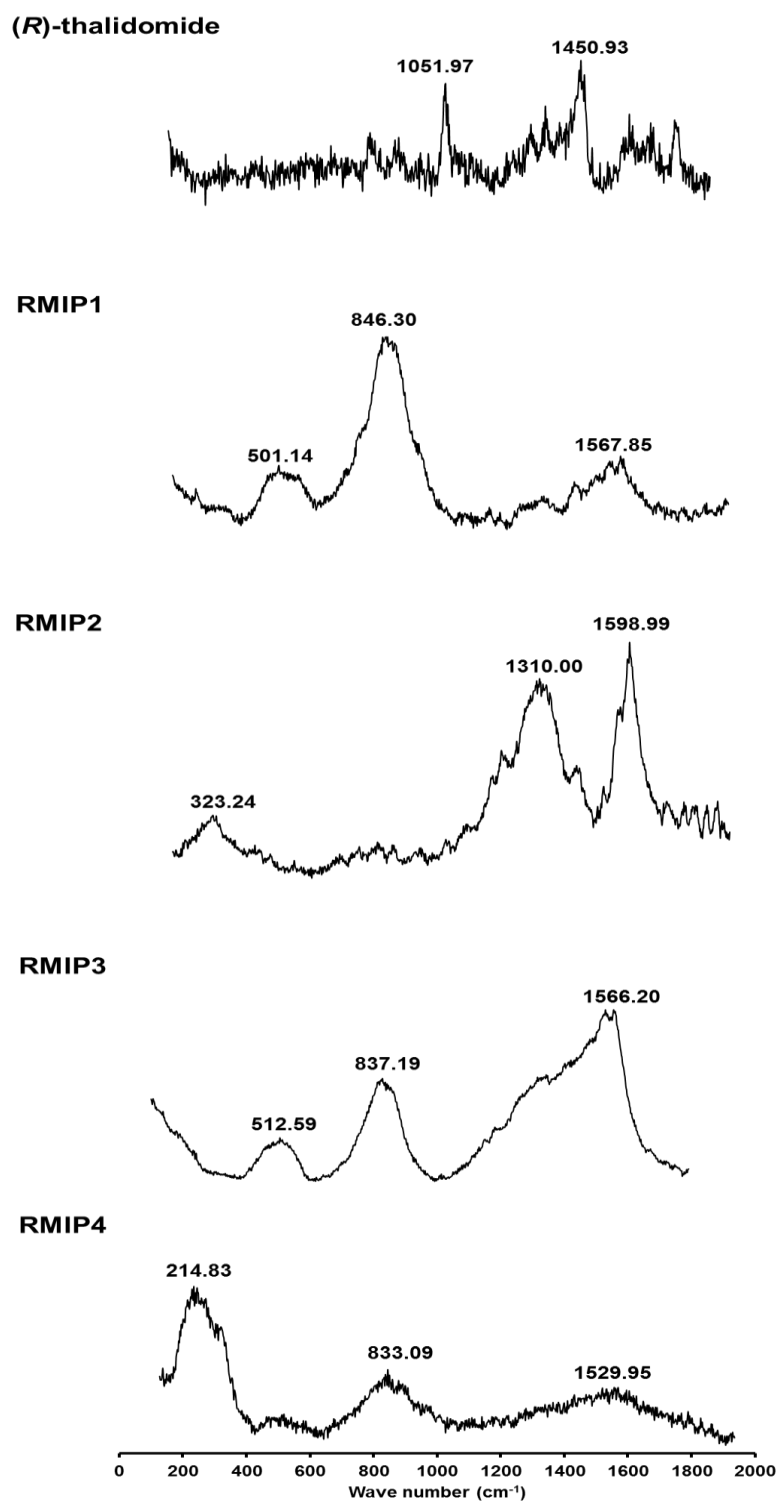 (R)-thalidomide
1051.97
1450.93
RMIP1
846.30
501.14
1567.85
RMIP2
1598.99
1310.00
323.24
RMIP3
1566.20
837.19
512.59
RMIP4
214.83
833.09
1529.95
0 200 400 600 800 1000 1200 1400 1600 1800 2000
Wave number (cm⁻¹)